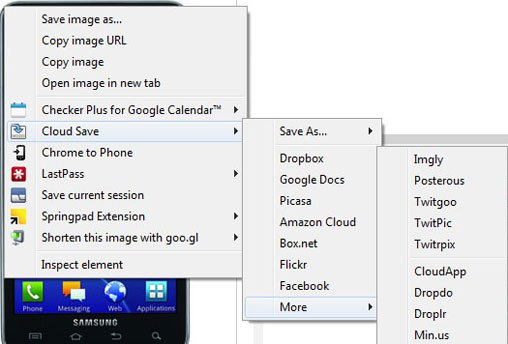 Save image as...
Copy image URL
Copy image
Open image in new tab
Checker Plus for Google Calendar™
Cloud Save
Chrome to Phone
LastPass
Save current session
Springpad Extension
Shorten this image with goo.gl
Inspect element
Save As...
Dropbox
Google Docs
Picasa
Amazon Cloud
Box.net
Flickr
Facebook
More
Imgly
Posterous
Twitgoo
TwitPic
Twitrpix
CloudApp
Dropdo
Droplr
Min.us
Phone Messaging Web Applications
SAMSUNG